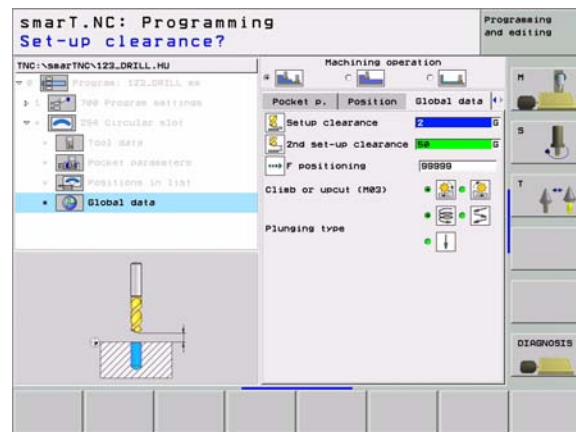 smarT.NC: Programming
Set-up clearance?
Programming
and editing
TNC:\smarTNC\123_DRILL.HU
0 Program: 123_DRILL mm
1 700 Program settings
254 Circular slot
Tool data
Pocket parameters
Positions in list
Global data
Machining operation
Pocket p. Position Global data
Setup clearance 2 G
2nd set-up clearance 50 G
F positioning 99999
Climb or upcut (M03)
Plunging type
M
S
T
DIAGNOSIS